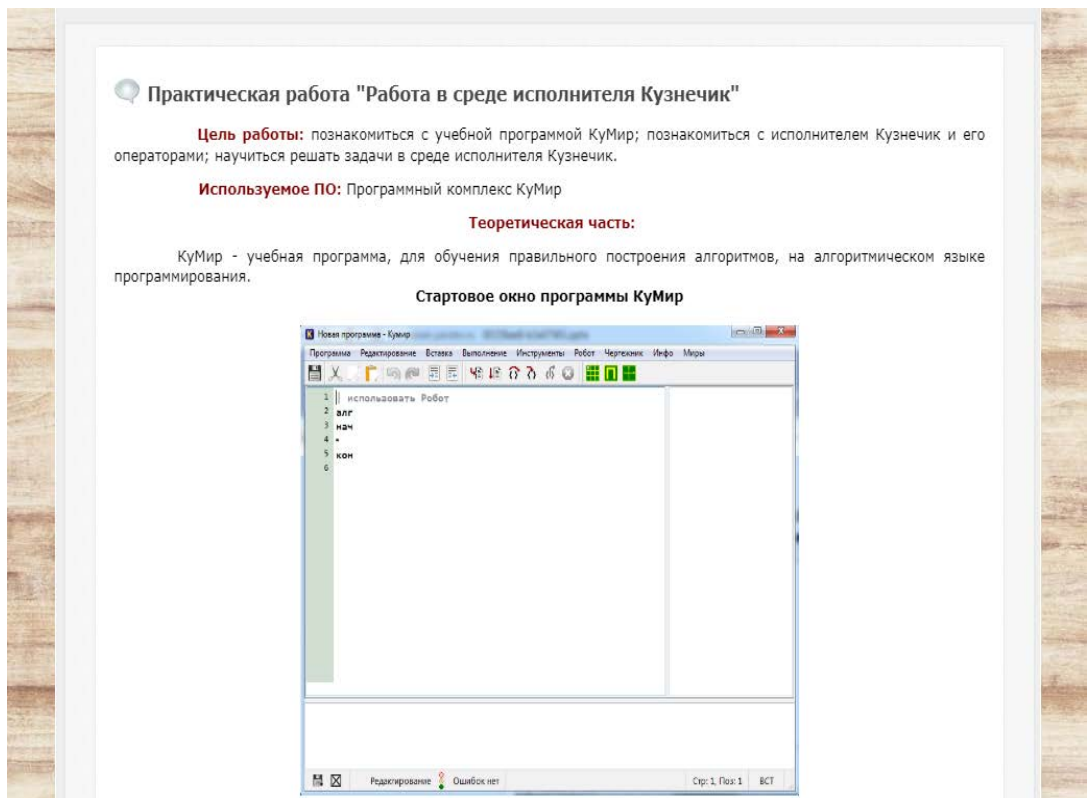 Практическая работа "Работа в среде исполнителя Кузнечик"
Цель работы: познакомиться с учебной программой КуМир; познакомиться с исполнителем Кузнечик и его
операторами; научиться решать задачи в среде исполнителя Кузнечик.
Используемое ПО: Программный комплекс КуМир
Теоретическая часть:
КуМир - учебная программа, для обучения правильного построения алгоритмов, на алгоритмическом языке
программирования.
Стартовое окно программы КуМир
Новая программа - Кумир
Программа Редактирование Вставка Выполнение Инструменты Робот Чертежник Инфо Миры
1 | использовать Робот
2 алг
3 нач
4 •
5 кон
6
Редактирование Ошибок нет Стр: 1, Поз: 1 ВСТ